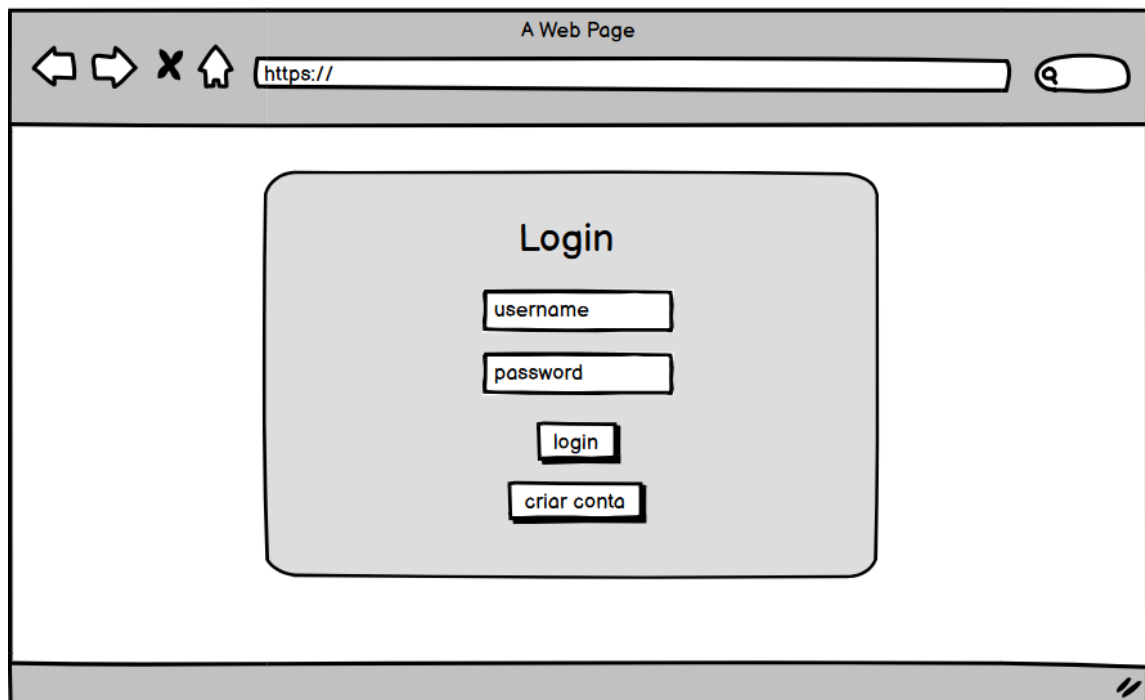 A Web Page
https://
Login
username
password
login
criar conta